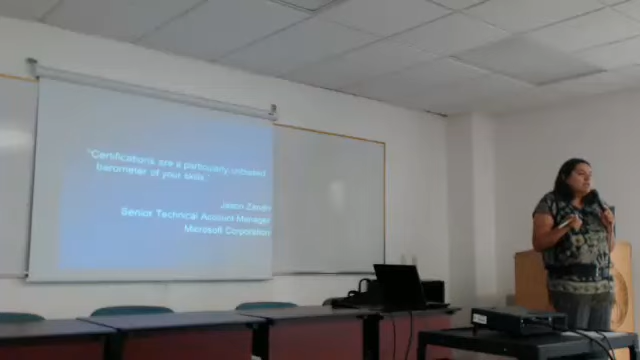 "Certifications are a particularly unbiased
barometer of your skills."
Jason Zandri
Senior Technical Account Manager
Microsoft Corporation